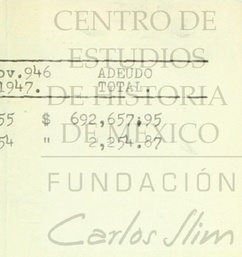 CENTRO DE
ESTUDIOS
ov.946 ADEUDO
1947. TOTAL.
DE HISTORIA
55 $ 692,657;95
DE MÉXICO
54 " 2,254.87
FUNDACIÓN
Carlos Slim